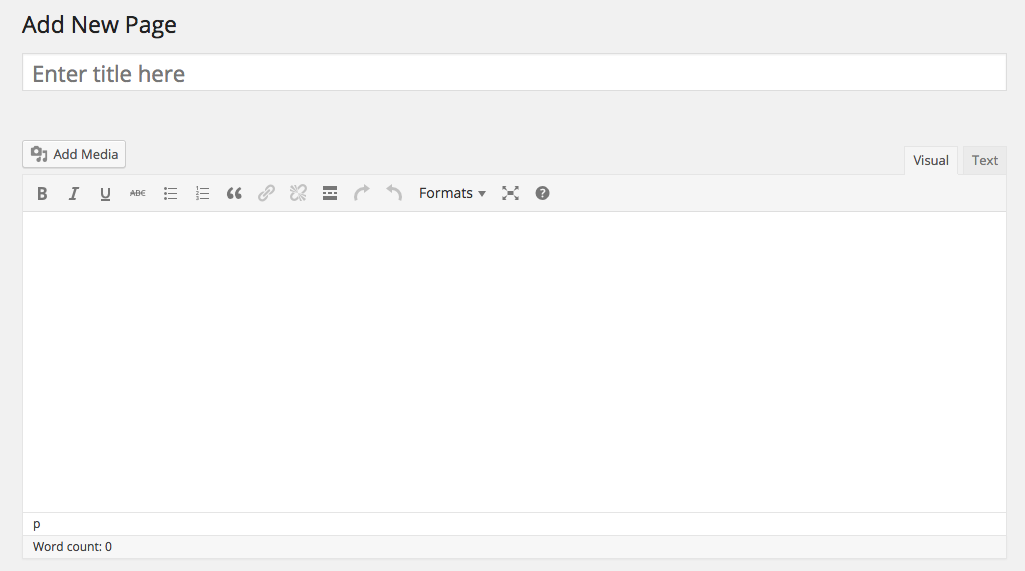 Add New Page
Enter title here
Add Media
Visual Text
B I U ABC Formats
p
Word count: 0